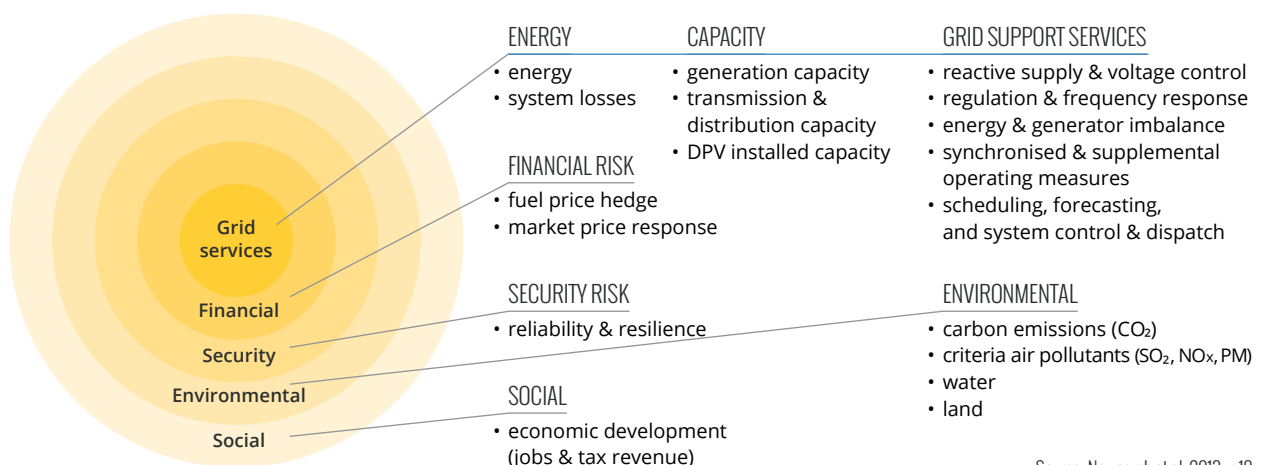 ENERGY
• energy
• system losses
CAPACITY
• generation capacity
• transmission &
distribution capacity
• DPV installed capacity
GRID SUPPORT SERVICES
• reactive supply & voltage control
• regulation & frequency response
• energy & generator imbalance
• synchronised & supplemental
operating measures
• scheduling, forecasting,
and system control & dispatch
FINANCIAL RISK
• fuel price hedge
• market price response
SECURITY RISK
• reliability & resilience
ENVIRONMENTAL
• carbon emissions (CO₂)
• criteria air pollutants (SO₂, NOx, PM)
• water
• land
SOCIAL
• economic development
(jobs & tax revenue)
Grid
services
Financial
Security
Environmental
Social